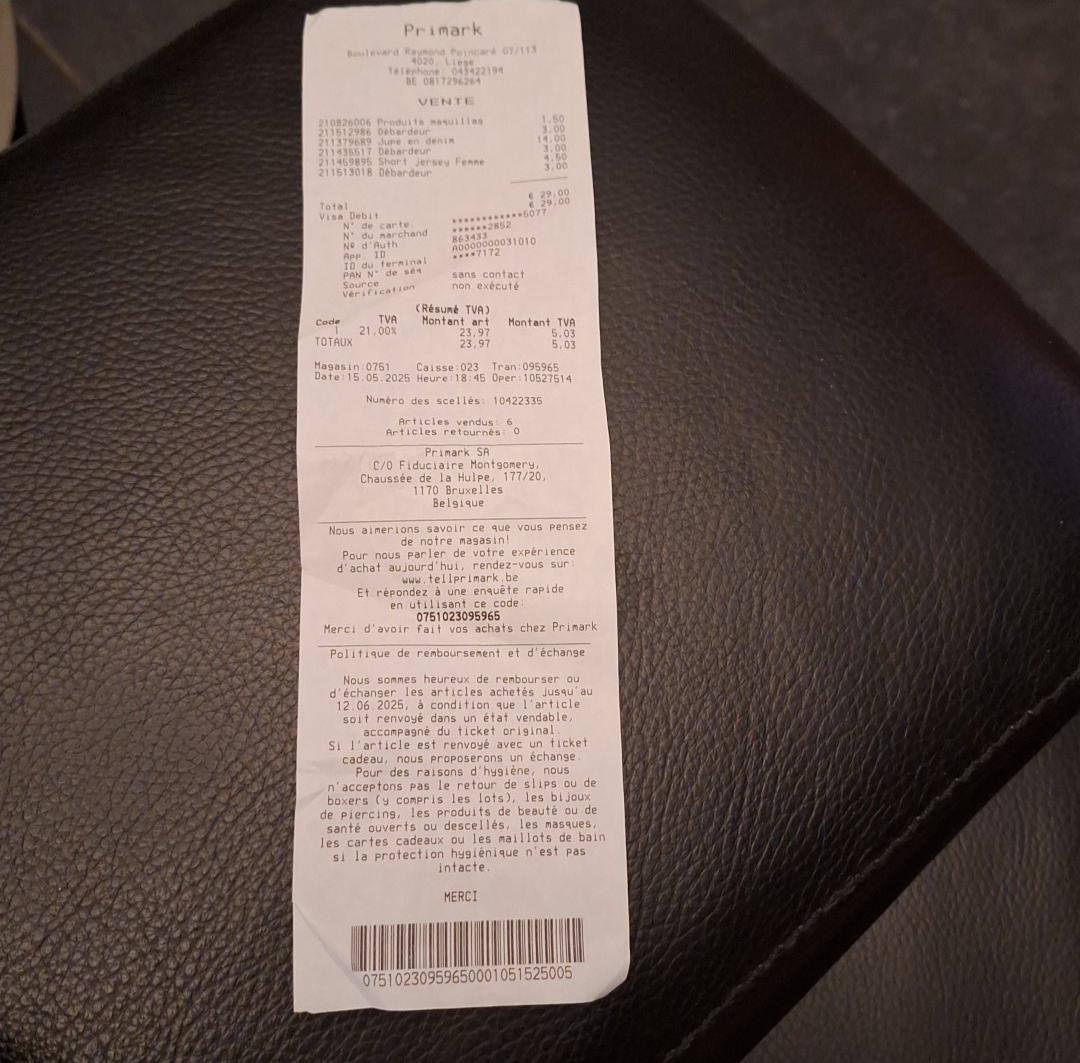 Primark
Boulevard Raymond Poincaré 07/113
4020, Liege
Téléphone: 043422194
BE 0817296264
VENTE
210826006 Produits maquillag 1,50
211512986 Débardeur 3,00
211379689 Jupe en denim 14,00
211435517 Débardeur 3,00
211459895 Short jersey Femme 4,50
211513018 Débardeur 3,00
Total € 29,00
Visa Debit € 29,00
N° de carte. ************5077
N° du marchand ******2852
Nº d'Auth 863433
App. ID A0000000031010
ID du terminal ****7172
PAN N° de séq
Source sans contact
Vérification non exécuté
(Résumé TVA)
Code TVA Montant art Montant TVA
1 21,00% 23,97 5,03
TOTAUX 23,97 5,03
Magasin:0751 Caisse:023 Tran:095965
Date:15.05.2025 Heure:18:45 Oper:10527514
Numéro des scellés: 10422335
Articles vendus: 6
Articles retournés: 0
Primark SA
C/O Fiduciaire Montgomery,
Chaussée de la Hulpe, 177/20,
1170 Bruxelles
Belgique
Nous aimerions savoir ce que vous pensez
de notre magasin!
Pour nous parler de votre expérience
d'achat aujourd'hui, rendez-vous sur:
www.tellprimark.be
Et répondez à une enquête rapide
en utilisant ce code:
0751023095965
Merci d'avoir fait vos achats chez Primark
Politique de remboursement et d'échange
Nous sommes heureux de rembourser ou
d'échanger les articles achetés jusqu'au
12.06.2025, à condition que l'article
soit renvoyé dans un état vendable,
accompagné du ticket original.
Si l'article est renvoyé avec un ticket
cadeau, nous proposerons un échange.
Pour des raisons d'hygiène, nous
n'acceptons pas le retour de slips ou de
boxers (y compris les lots), les bijoux
de piercing, les produits de beauté ou de
santé ouverts ou descellés, les masques,
les cartes cadeaux ou les maillots de bain
si la protection hygiénique n'est pas
intacte.
MERCI
07510230959650001051525005